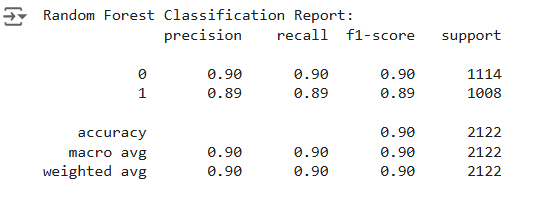 Random Forest Classification Report:
precision recall f1-score support
0 0.90 0.90 0.90 1114
1 0.89 0.89 0.89 1008
accuracy 0.90 2122
macro avg 0.90 0.90 0.90 2122
weighted avg 0.90 0.90 0.90 2122